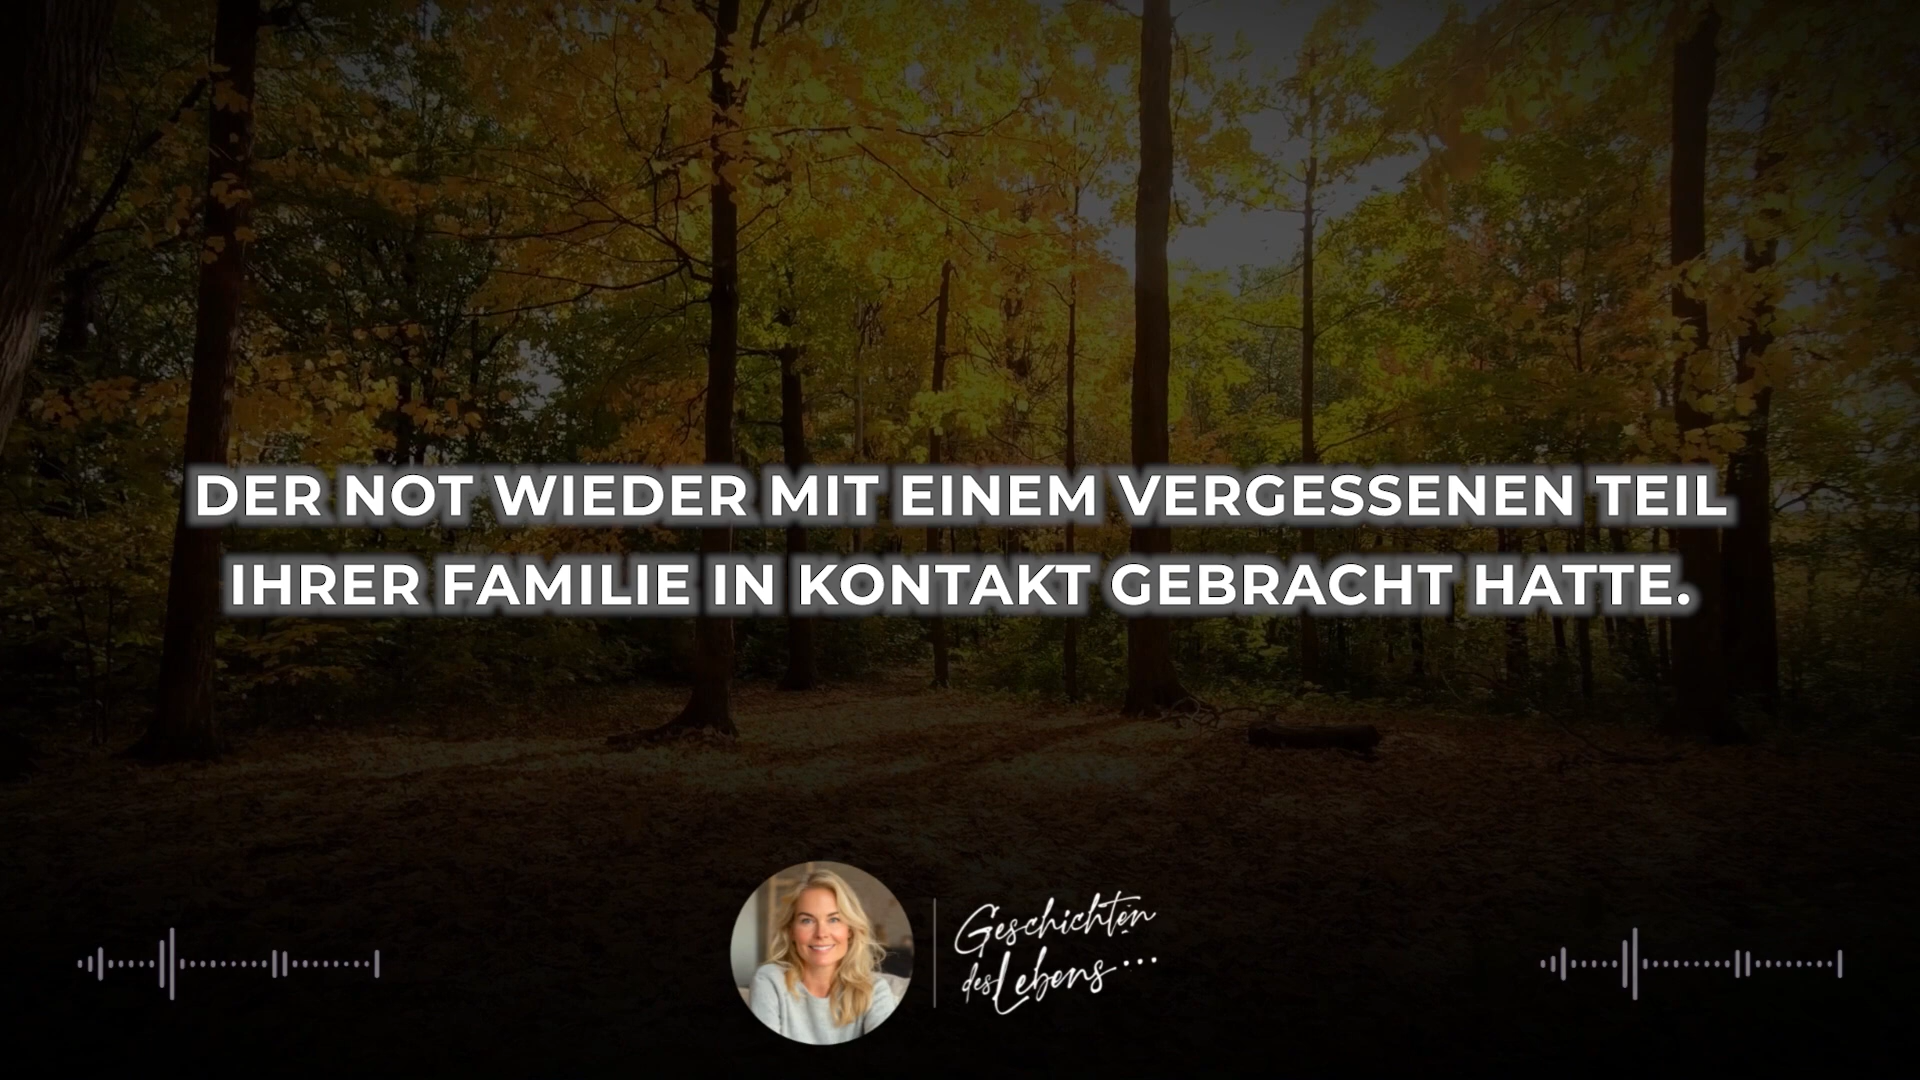 DER NOT WIEDER MIT EINEM VERGESSENEN TEIL
IHRER FAMILIE IN KONTAKT GEBRACHT HATTE.
Geschichten
des Lebens...